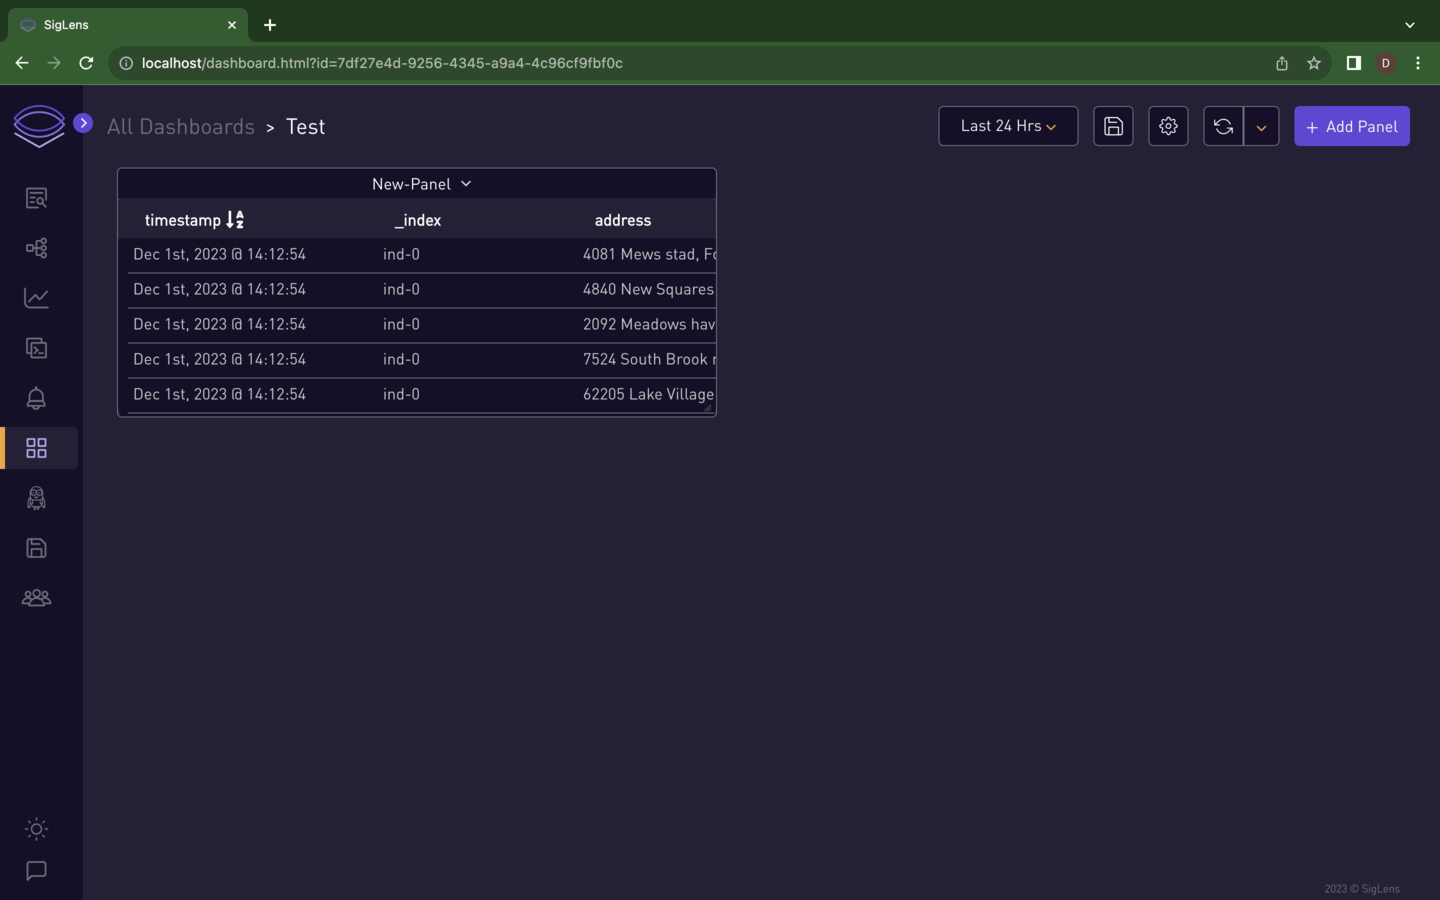 SigLens
localhost/dashboard.html?id=7df27e4d-9256-4345-a9a4-4c96cf9fbf0c
D
All Dashboards > Test
Last 24 Hrs
+ Add Panel
New-Panel
timestamp _index address
Dec 1st, 2023 @ 14:12:54 ind-0 4081 Mews stad,
Dec 1st, 2023 @ 14:12:54 ind-0 4840 New Squares
Dec 1st, 2023 @ 14:12:54 ind-0 2092 Meadows hav
Dec 1st, 2023 @ 14:12:54 ind-0 7524 South Brook
Dec 1st, 2023 @ 14:12:54 ind-0 62205 Lake Village
2023 © SigLens